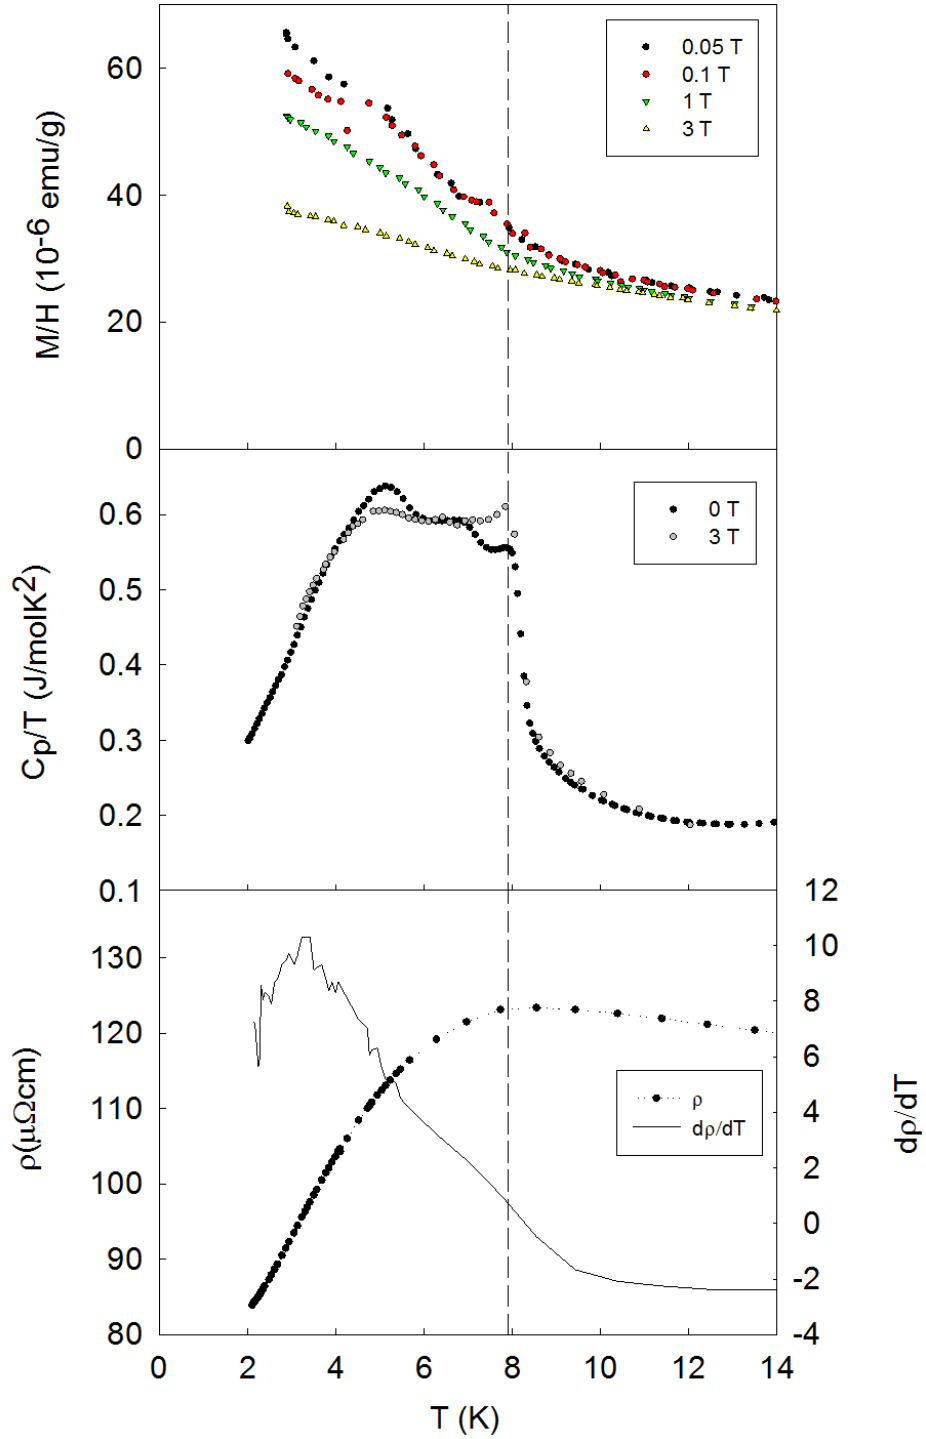 M/H (10-6 emu/g)
60
40
20
0
0.05 T
0.1 T
1 T
3 T
Cp/T (J/molK2)
0.6
0.5
0.4
0.3
0.2
0.1
0 T
3 T
ρ(μΩcm)
130
120
110
100
90
80
12
10
8
6
4
2
0
-2
-4
dρ/dT
ρ
dρ/dT
0 2 4 6 8 10 12 14
T (K)